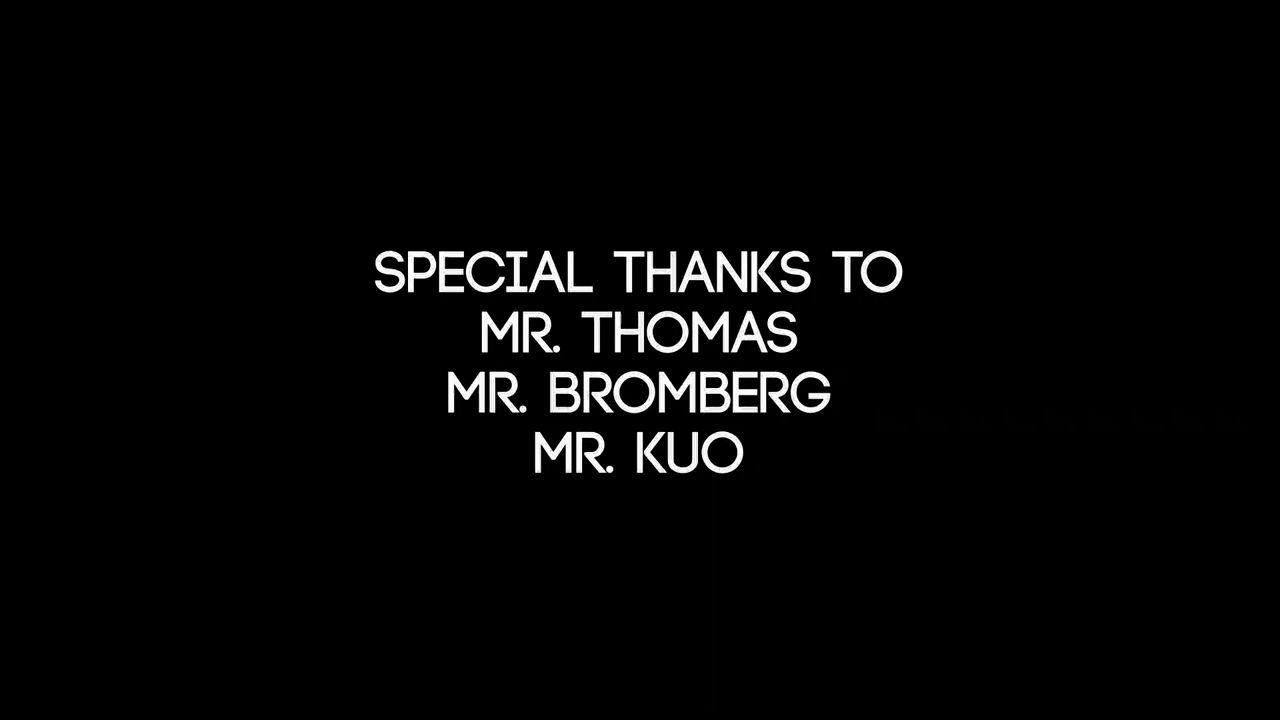 SPECIAL THANKS TO
MR. THOMAS
MR. BROMBERG
MR. KUO